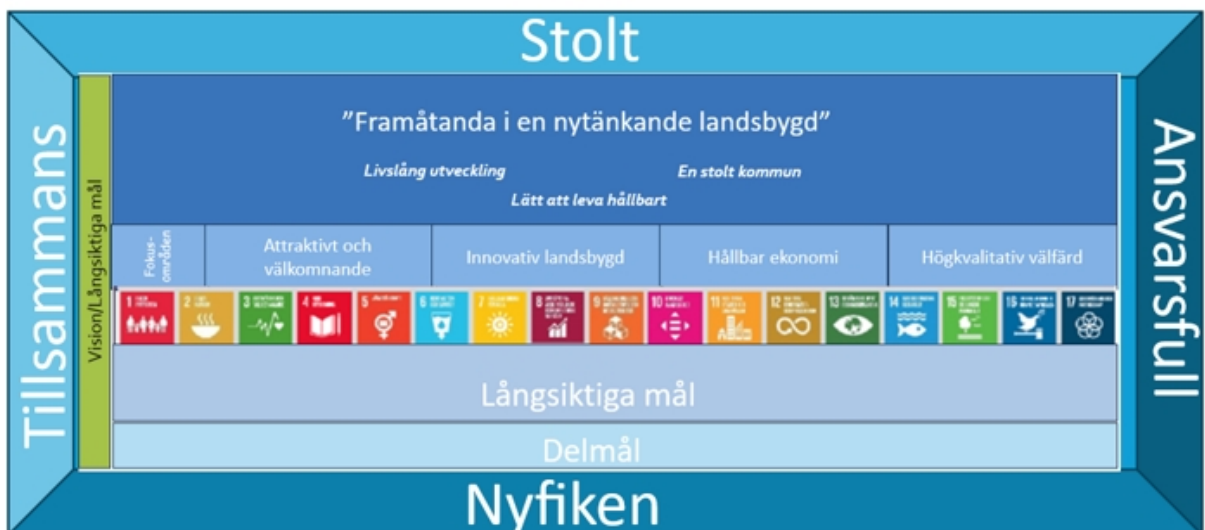 Stolt
Tillsammans
Vision/Långsiktiga mål
”Framåtanda i en nytänkande landsbygd”
Livslång utveckling
En stolt kommun
Lätt att leva hållbart
Fokus-
områden
Attraktivt och
välkomnande
Innovativ landsbygd
Hållbar ekonomi
Högkvalitativ välfärd
1 2 3 4 5 6 7 8 9 10 11 12 13 14 15 16 17
Långsiktiga mål
Delmål
Ansvarsfull
Nyfiken